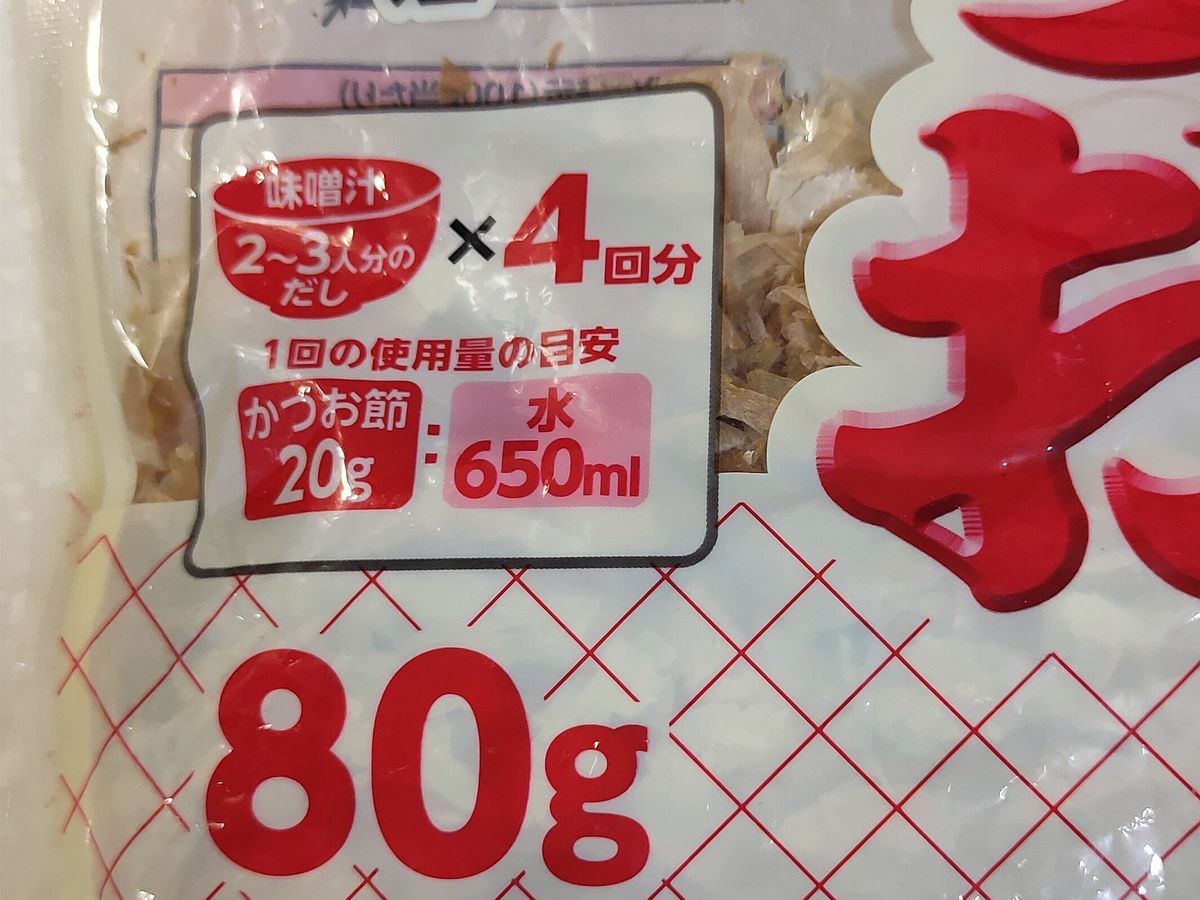 味噌汁
2〜3人分の
だし
×4回分
1回の使用量の目安
かつお節
20g
:
水
650ml
80g